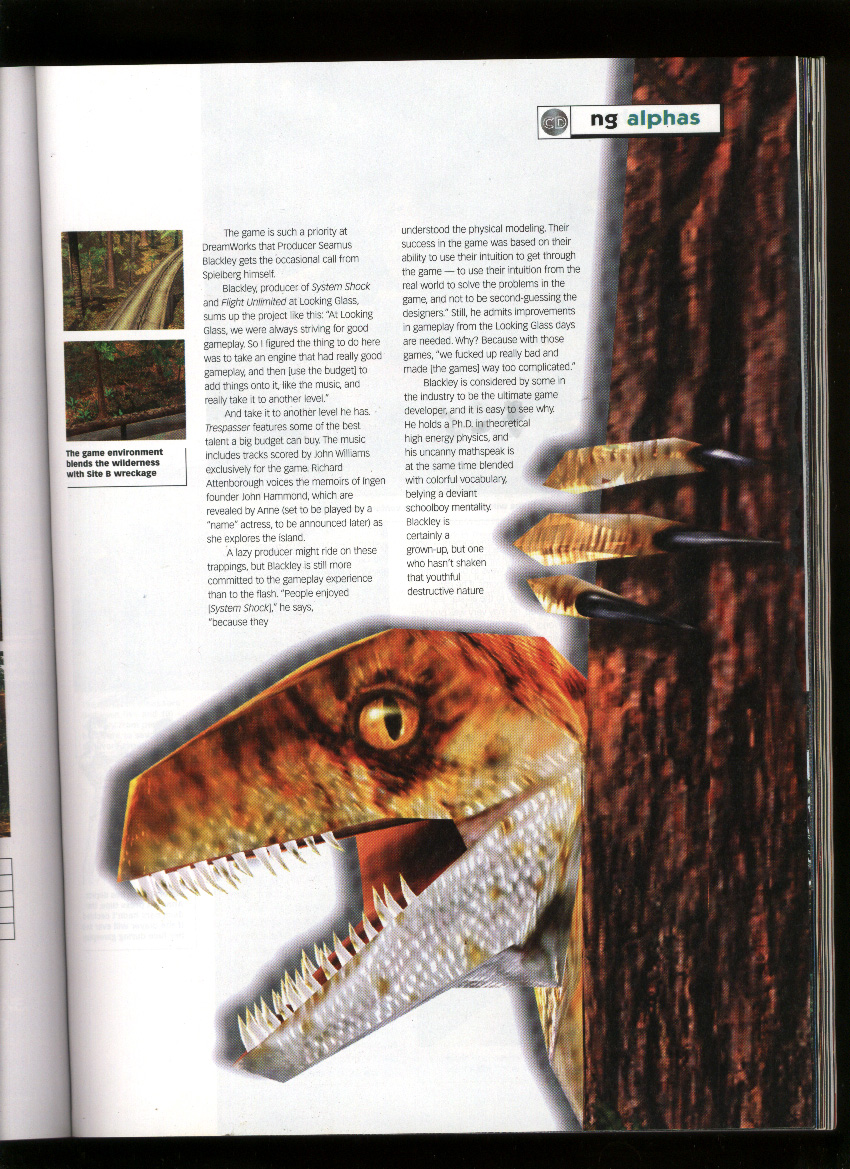 CD ng alphas
The game is such a priority at
DreamWorks that Producer Seamus
Blackley gets the occasional call from
Spielberg himself.
Blackley, producer of System Shock
and Flight Unlimited at Looking Glass,
sums up the project like this: "At Looking
Glass, we were always striving for good
gameplay. So I figured the thing to do here
was to take an engine that had really good
gameplay, and then [use the budget] to
add things onto it, like the music, and
really take it to another level."
And take it to another level he has.
Trespasser features some of the best
talent a big budget can buy. The music
includes tracks scored by John Williams
exclusively for the game. Richard
Attenborough voices the memoirs of Ingen
founder John Hammond, which are
revealed by Anne (set to be played by a
"name" actress, to be announced later) as
she explores the island.
A lazy producer might ride on these
trappings, but Blackley is still more
committed to the gameplay experience
than to the flash. "People enjoyed
[System Shock]," he says,
"because they
understood the physical modeling. Their
success in the game was based on their
ability to use their intuition to get through
the game — to use their intuition from the
real world to solve the problems in the
game, and not to be second-guessing the
designers." Still, he admits improvements
in gameplay from the Looking Glass days
are needed. Why? Because with those
games, "we fucked up really bad and
made [the games] way too complicated."
Blackley is considered by some in
the industry to be the ultimate game
developer, and it is easy to see why.
He holds a Ph.D. in theoretical
high energy physics, and
his uncanny mathspeak is
at the same time blended
with colorful vocabulary,
belying a deviant
schoolboy mentality.
Blackley is
certainly a
grown-up, but one
who hasn't shaken
that youthful
destructive nature
The game environment
blends the wilderness
with Site B wreckage